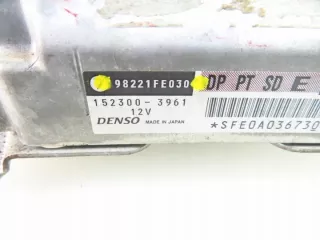 98221FE030 DP PT SD E
152300-3961
12V
DENSO MADE IN JAPAN
*SFE0A036730